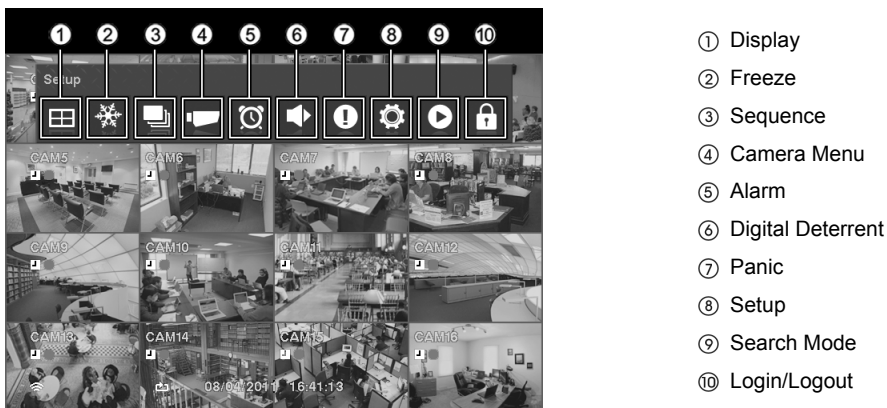 ① ② ③ ④ ⑤ ⑥ ⑦ ⑧ ⑨ ⑩
Setup
CAM5 CAM6 CAM7 CAM8
CAM9 CAM10 CAM11 CAM12
CAM13 CAM14 CAM15 CAM16
08/04/2011 16:41:13
① Display
② Freeze
③ Sequence
④ Camera Menu
⑤ Alarm
⑥ Digital Deterrent
⑦ Panic
⑧ Setup
⑨ Search Mode
⑩ Login/Logout